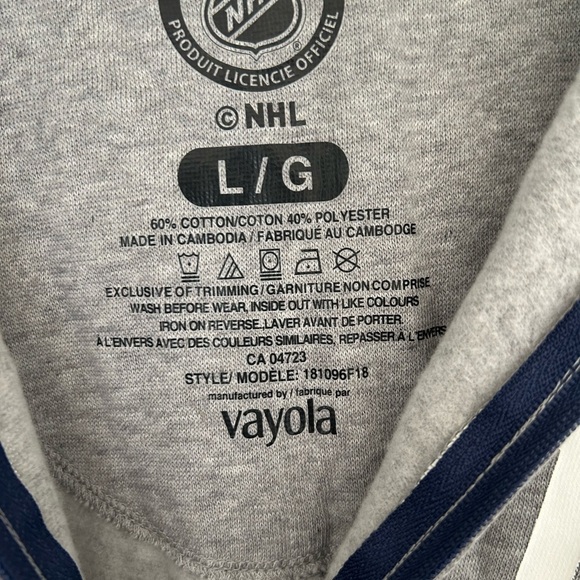 NHL
PRODUIT LICENCIE OFFICIEL
© NHL
L/G
60% COTTON/COTON 40% POLYESTER
MADE IN CAMBODIA / FABRIQUÉ AU CAMBODGE
EXCLUSIVE OF TRIMMING/GARNITURE NON COMPRISE
WASH BEFORE WEAR, INSIDE OUT WITH LIKE COLOURS
IRON ON REVERSE.,LAVER AVANT DE PORTER,
À L'ENVERS AVEC DES COULEURS SIMILAIRES, REPASSER À L'ENVERS
CA 04723
STYLE/ MODÈLE: 181096F18
manufactured by / fabrique par
vayola